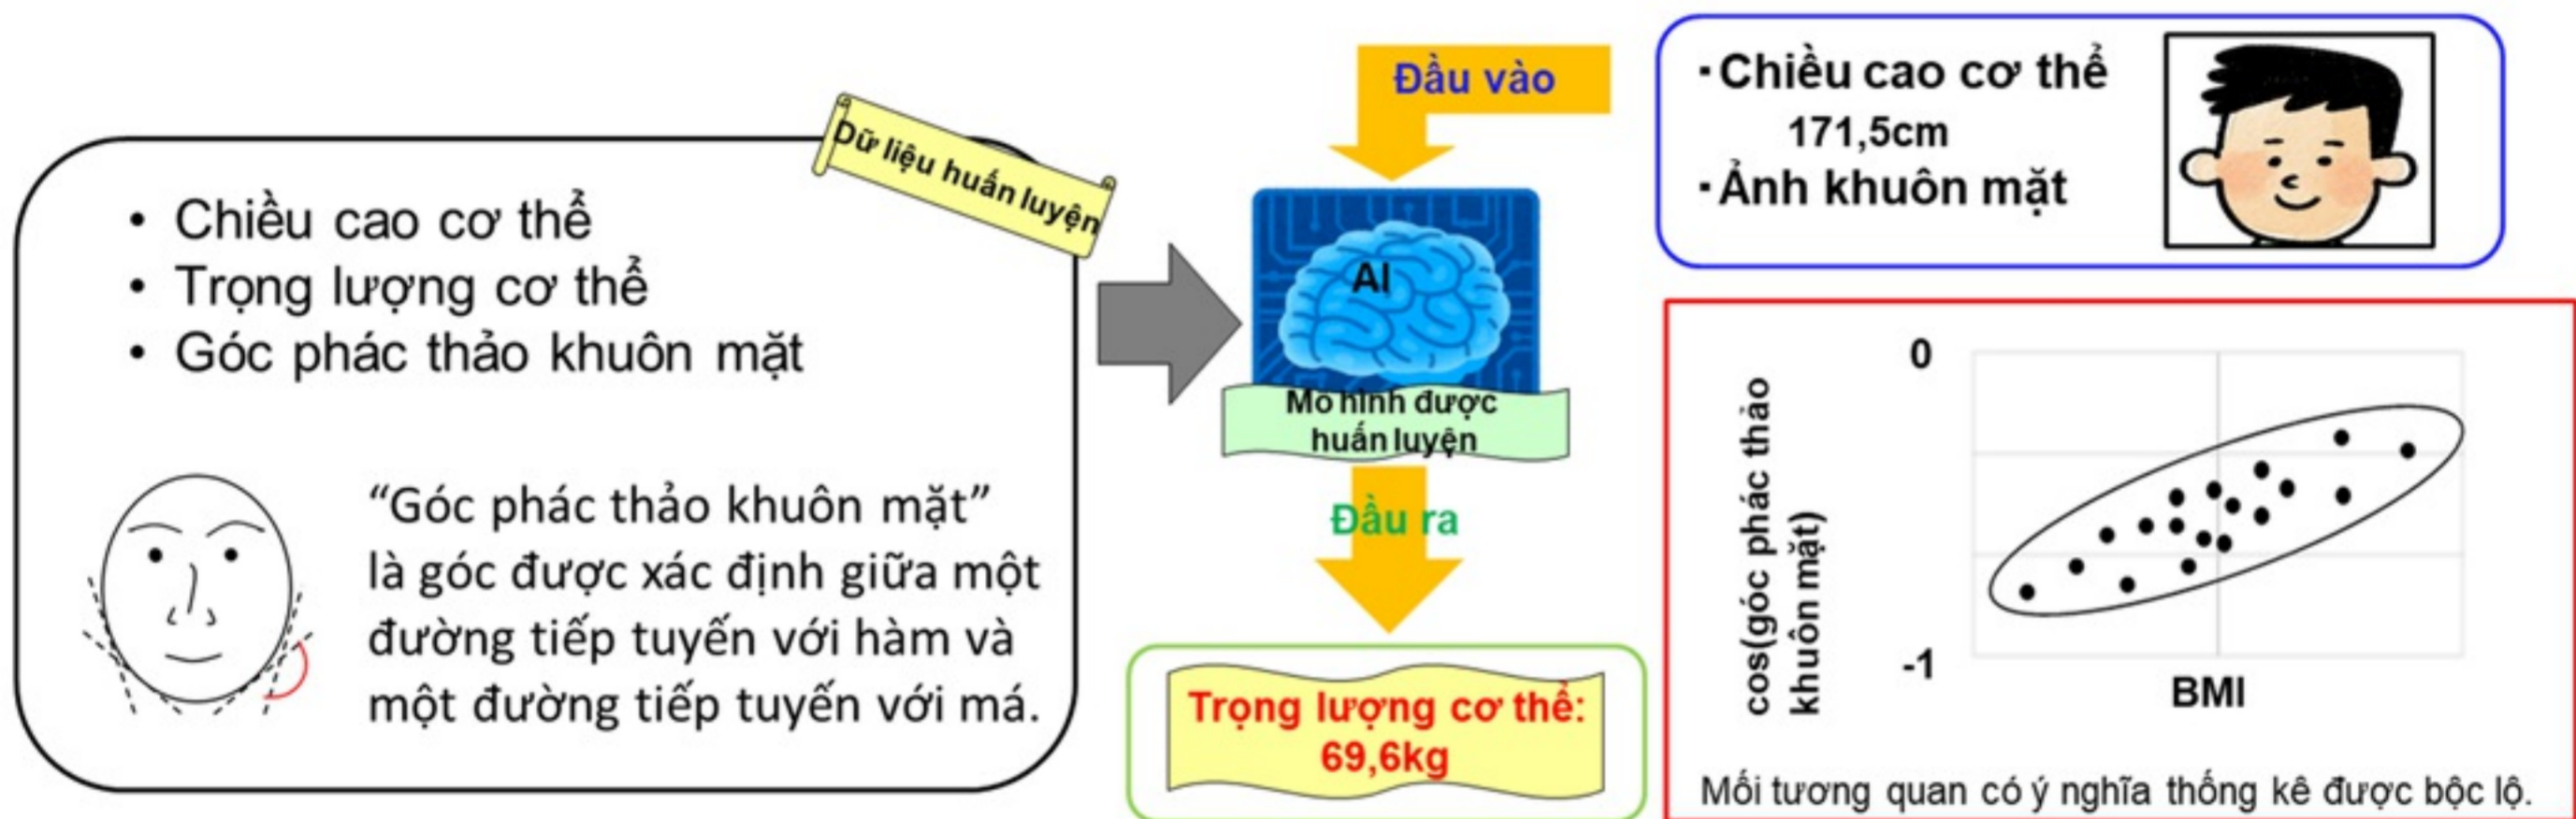 Dữ liệu huấn luyện
• Chiều cao cơ thể
• Trọng lượng cơ thể
• Góc phác thảo khuôn mặt
“Góc phác thảo khuôn mặt”
là góc được xác định giữa một
đường tiếp tuyến với hàm và
một đường tiếp tuyến với má.
Đầu vào
AI
Mô hình được
huấn luyện
Đầu ra
Trọng lượng cơ thể:
69,6kg
- Chiều cao cơ thể
171,5cm
- Ảnh khuôn mặt
0
cos(góc phác thảo
khuôn mặt)
-1
BMI
Mối tương quan có ý nghĩa thống kê được bộc lộ.